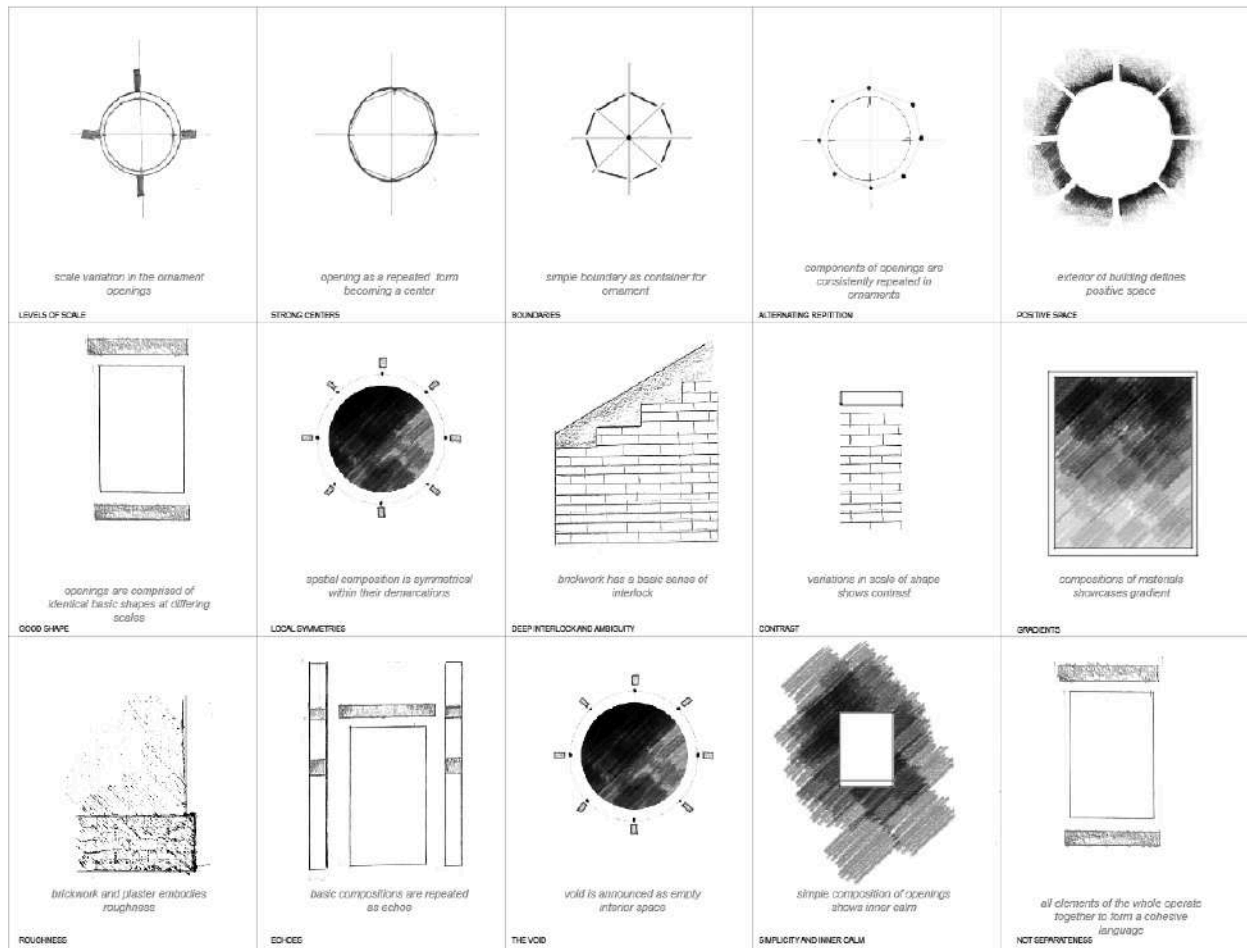 scale variation in the ornament
openings
LEVELS OF SCALE
opening as a repeated form
becoming a center
STRONG CENTERS
simple boundary as container for
ornament
BOUNDARIES
components of openings are
consistently repeated in
ornaments
ALTERNATING REPITITION
exterior of building defines
positive space
POSITIVE SPACE
openings are comprised of
identical basic shapes at differing
scales
GOOD SHAPE
spatial composition is symmetrical
within their demarcations
LOCAL SYMMETRIES
brickwork has a basic sense of
interlock
DEEP INTERLOCK AND AMBIGUITY
variations in scale of shape
shows contrast
CONTRAST
compositions of materials
showcases gradient
GRADIENTS
brickwork and plaster embodies
roughness
ROUGHNESS
basic compositions are repeated
as echoe
ECHOES
void is announced as empty
interior space
THE VOID
simple composition of openings
shows inner calm
SIMPLICITY AND INNER CALM
all elements of the whole operate
together to form a cohesive
language
NOT SEPARATENESS